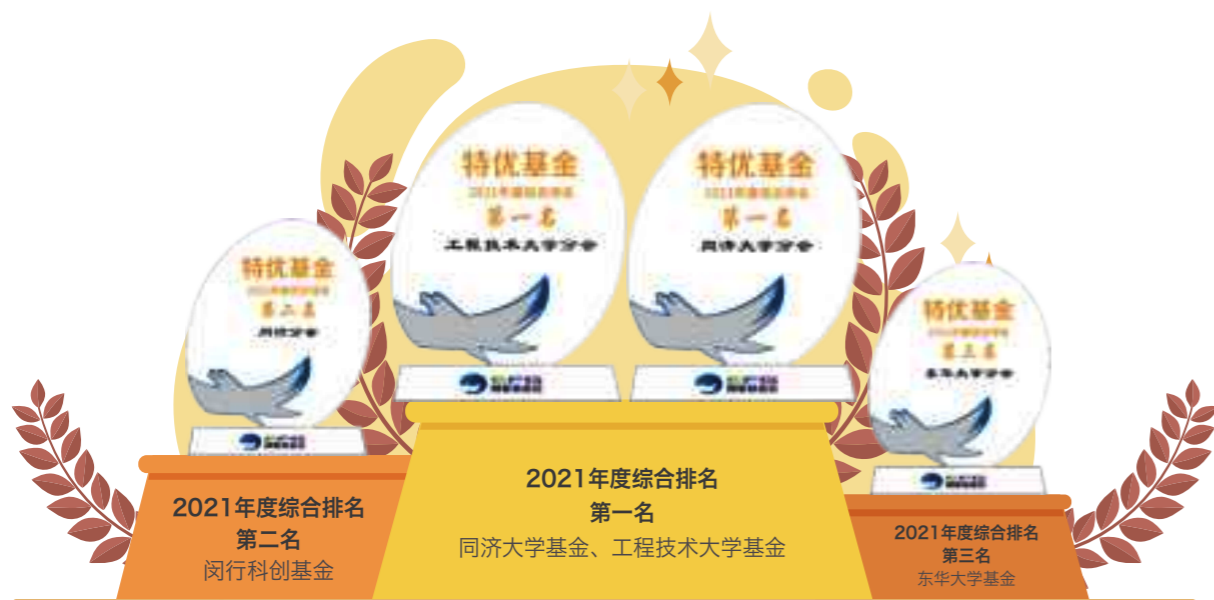 特优基金
第一名
工程技术大学分会
特优基金
第一名
同济大学分会
特优基金
第二名
特优基金
第三名
东华大学分会
2021年度综合排名
第一名
同济大学基金、工程技术大学基金
2021年度综合排名
第二名
闵行科创基金
2021年度综合排名
第三名
东华大学基金